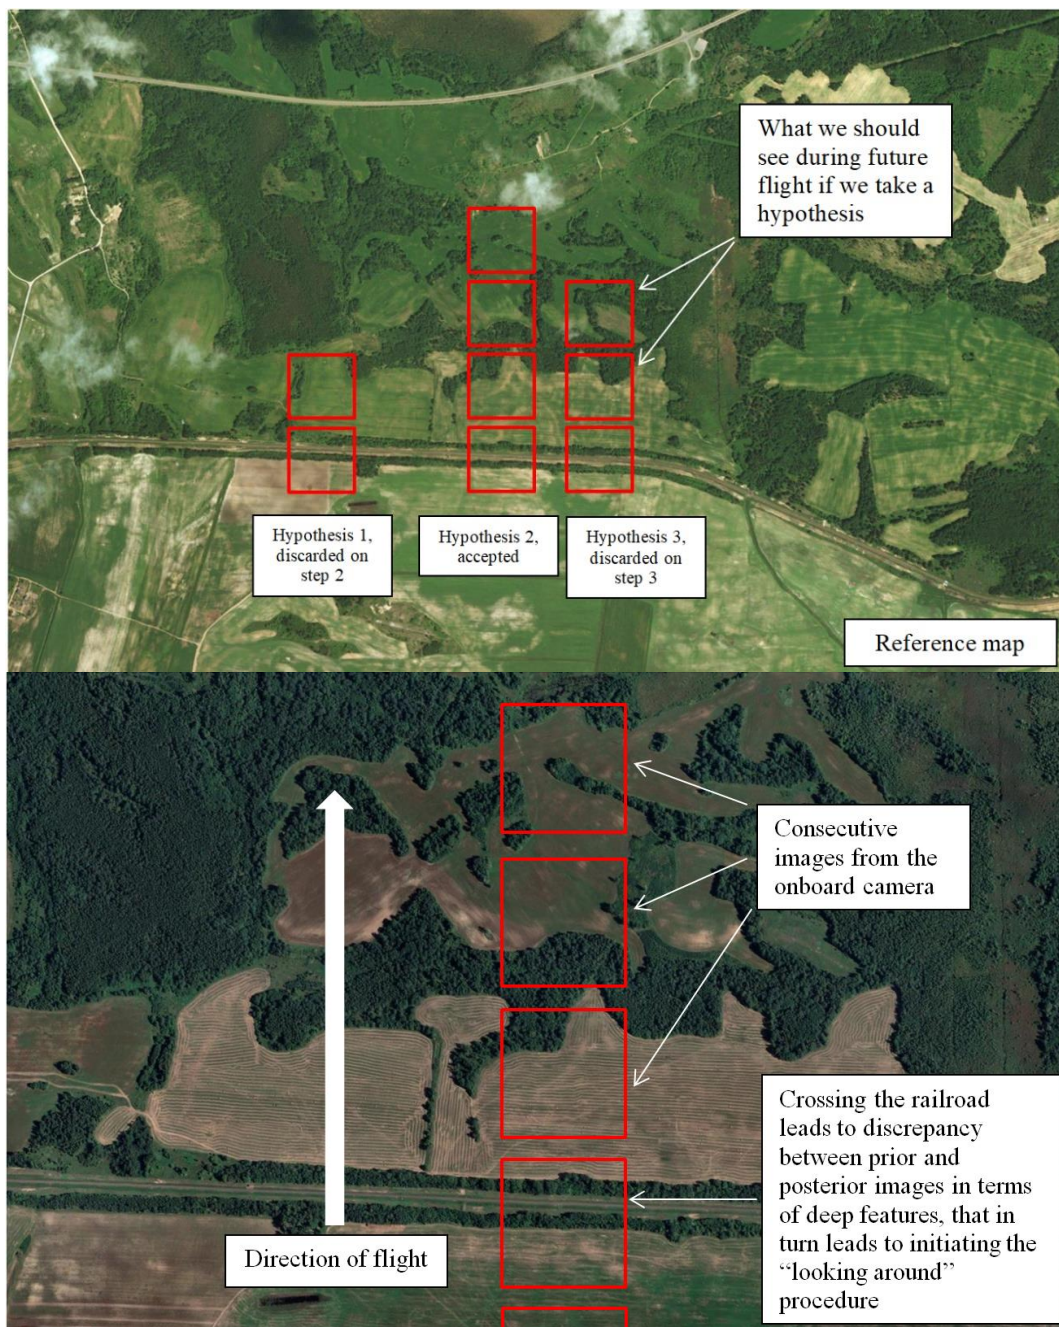 What we should
see during future
flight if we take a
hypothesis
Hypothesis 1,
discarded on
step 2
Hypothesis 2,
accepted
Hypothesis 3,
discarded on
step 3
Reference map
Consecutive
images from the
onboard camera
Crossing the railroad
leads to discrepancy
between prior and
posterior images in terms
of deep features, that in
turn leads to initiating the
“looking around”
procedure
Direction of flight